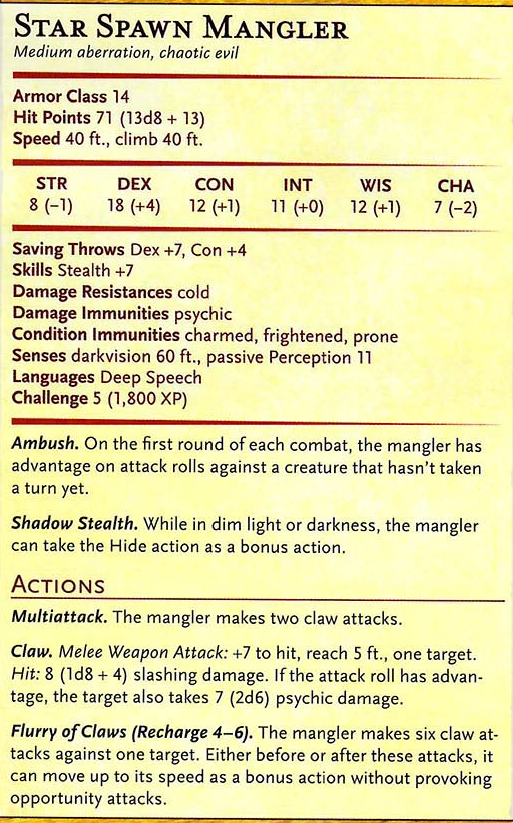 STAR SPAWN MANGLER
Medium aberration, chaotic evil
Armor Class 14
Hit Points 71 (13d8 + 13)
Speed 40 ft., climb 40 ft.
STR DEX CON INT WIS CHA
8 (−1) 18 (+4) 12 (+1) 11 (+0) 12 (+1) 7 (−2)
Saving Throws Dex +7, Con +4
Skills Stealth +7
Damage Resistances cold
Damage Immunities psychic
Condition Immunities charmed, frightened, prone
Senses darkvision 60 ft., passive Perception 11
Languages Deep Speech
Challenge 5 (1,800 XP)
Ambush. On the first round of each combat, the mangler has
advantage on attack rolls against a creature that hasn't taken
a turn yet.
Shadow Stealth. While in dim light or darkness, the mangler
can take the Hide action as a bonus action.
ACTIONS
Multiattack. The mangler makes two claw attacks.
Claw. Melee Weapon Attack: +7 to hit, reach 5 ft., one target.
Hit: 8 (1d8 + 4) slashing damage. If the attack roll has advan-
tage, the target also takes 7 (2d6) psychic damage.
Flurry of Claws (Recharge 4–6). The mangler makes six claw at-
tacks against one target. Either before or after these attacks, it
can move up to its speed as a bonus action without provoking
opportunity attacks.